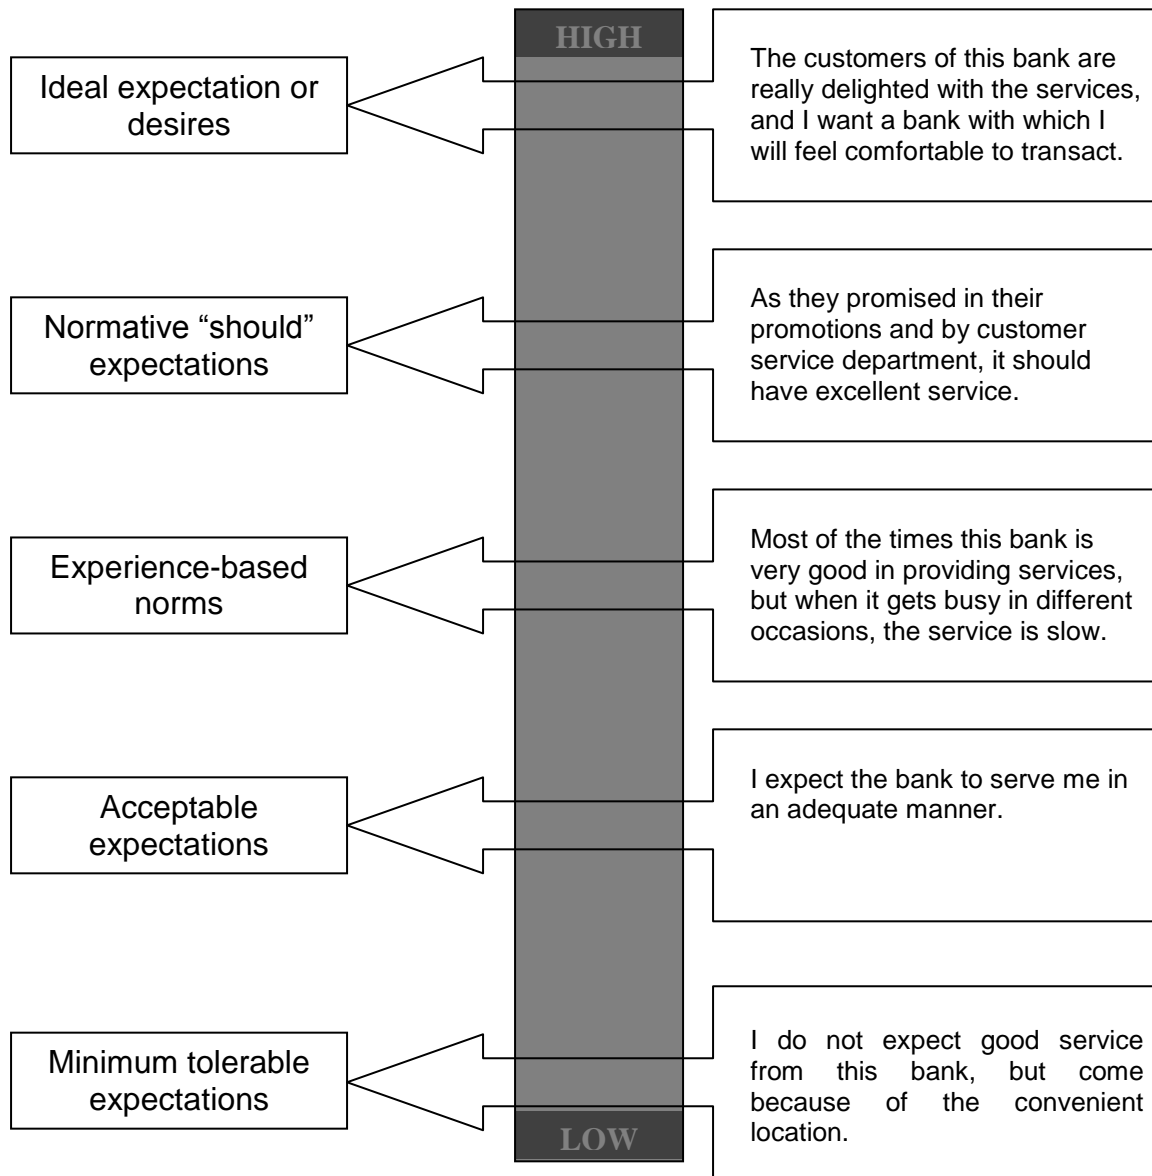 HIGH
Ideal expectation or
desires
The customers of this bank are
really delighted with the services,
and I want a bank with which I
will feel comfortable to transact.
Normative “should”
expectations
As they promised in their
promotions and by customer
service department, it should
have excellent service.
Experience-based
norms
Most of the times this bank is
very good in providing services,
but when it gets busy in different
occasions, the service is slow.
Acceptable
expectations
I expect the bank to serve me in
an adequate manner.
Minimum tolerable
expectations
I do not expect good service
from this bank, but come
because of the convenient
location.
LOW